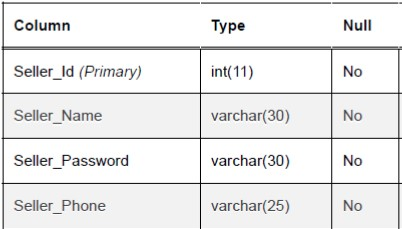 Column Type Null
Seller_Id (Primary) int(11) No
Seller_Name varchar(30) No
Seller_Password varchar(30) No
Seller_Phone varchar(25) No